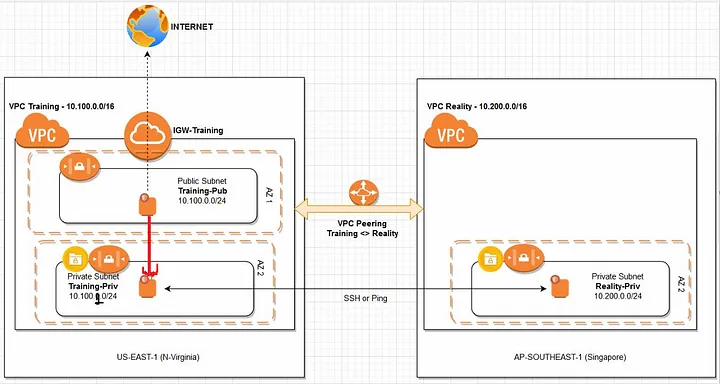 INTERNET
VPC Training - 10.100.0.0/16
VPC
IGW-Training
Public Subnet
Training-Pub
10.100.0.0/24
AZ 1
Private Subnet
Training-Priv
10.100.0.0/24
1
AZ 2
US-EAST-1 (N-Virginia)
VPC Peering
Training <> Reality
SSH or Ping
VPC Reality - 10.200.0.0/16
VPC
Private Subnet
Reality-Priv
10.200.0.0/24
AZ 2
AP-SOUTHEAST-1 (Singapore)